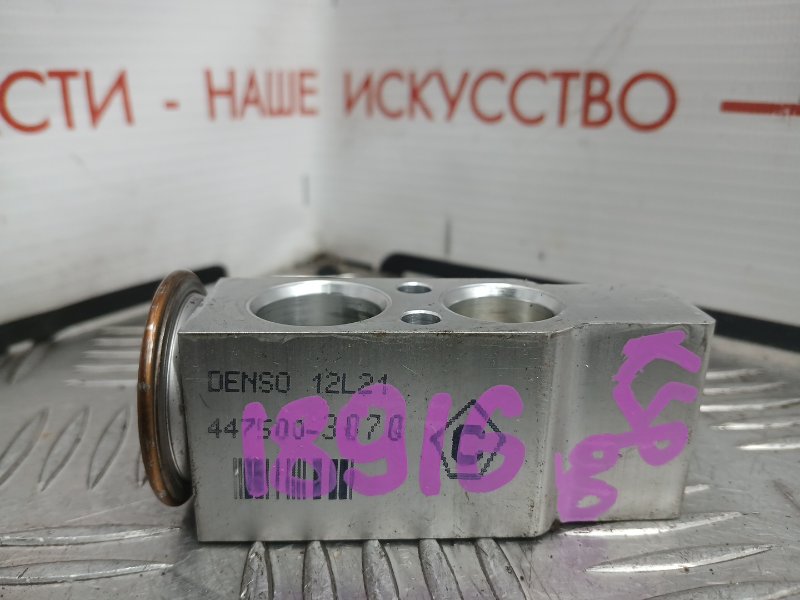 СТИ - НАШЕ ИСКУССТВО —
DENSO 12L21
447500-3070
C
18916